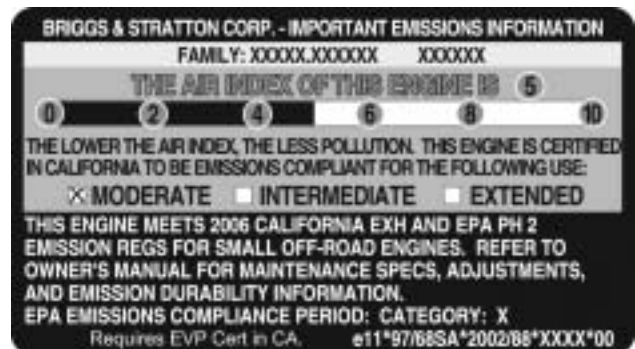 BRIGGS & STRATTON CORP. - IMPORTANT EMISSIONS INFORMATION
FAMILY: XXXXX.XXXXXX XXXXXX
THE AIR INDEX OF THIS ENGINE IS 5
0 2 4 6 8 10
THE LOWER THE AIR INDEX, THE LESS POLLUTION. THIS ENGINE IS CERTIFIED
IN CALIFORNIA TO BE EMISSIONS COMPLIANT FOR THE FOLLOWING USE:
MODERATE INTERMEDIATE EXTENDED
THIS ENGINE MEETS 2006 CALIFORNIA EXH AND EPA PH 2
EMISSION REGS FOR SMALL OFF-ROAD ENGINES. REFER TO
OWNER'S MANUAL FOR MAINTENANCE SPECS, ADJUSTMENTS,
AND EMISSION DURABILITY INFORMATION.
EPA EMISSIONS COMPLIANCE PERIOD: CATEGORY: X
Requires EVP Cert in CA. e11*97/68SA*2002/88*XXXX*00